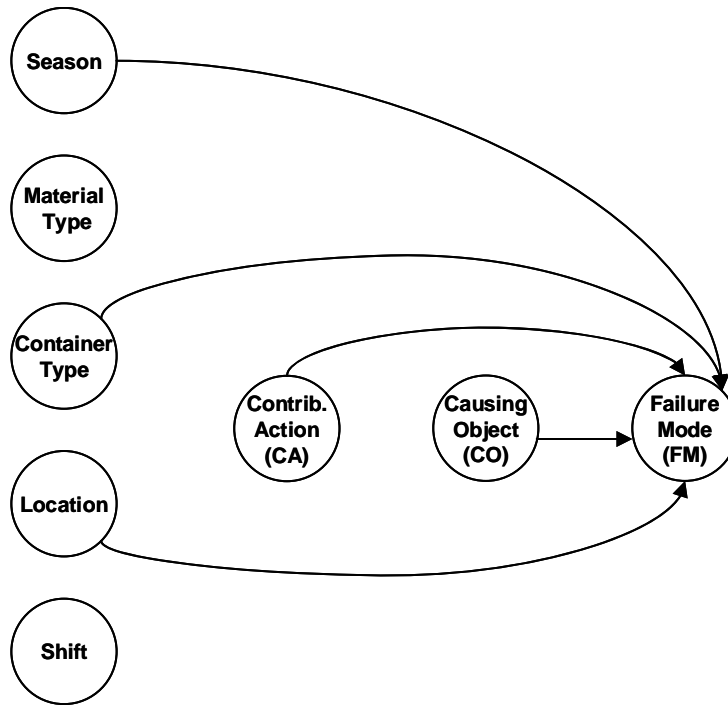 Season
Material
Type
Container
Type
Contrib.
Action
(CA)
Causing
Object
(CO)
Failure
Mode
(FM)
Location
Shift